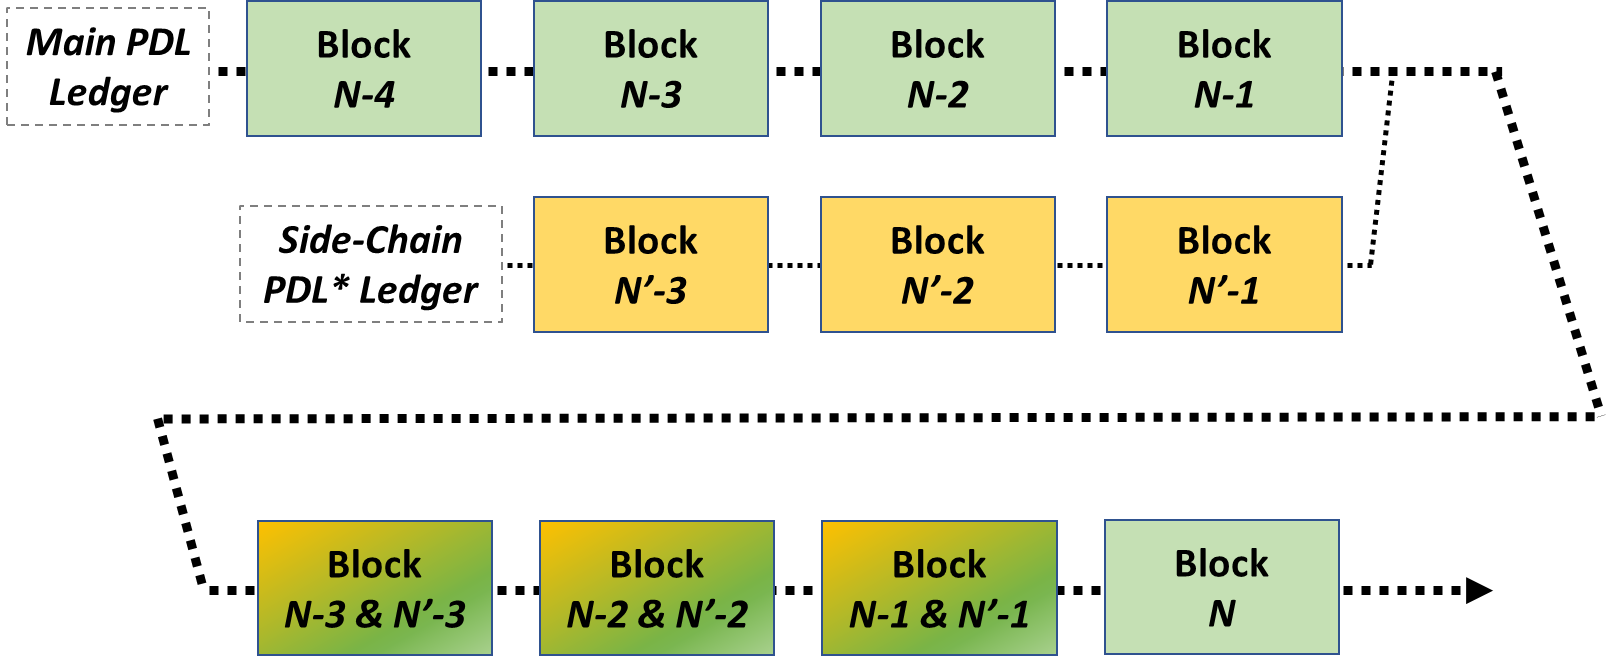 Main PDL
Ledger
Block
N-4
Block
N-3
Block
N-2
Block
N-1
Side-Chain
PDL* Ledger
Block
N’-3
Block
N’-2
Block
N’-1
Block
N-3 & N’-3
Block
N-2 & N’-2
Block
N-1 & N’-1
Block
N